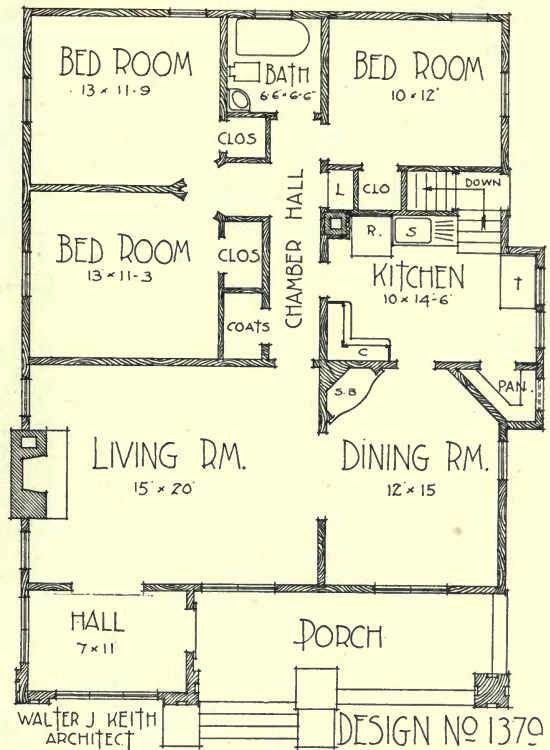 BED ROOM
13 × 11-9
BATH
6-6 × 6-6
BED ROOM
10 × 12
CLOS
L
CLO
DOWN
CHAMBER HALL
BED ROOM
13 × 11-3
CLOS
COATS
R.
S
KITCHEN
10 × 14-6
T
C
PAN.
S-B
LIVING RM.
15 × 20
DINING RM.
12 × 15
HALL
7 × 11
PORCH
WALTER J. KEITH
ARCHITECT
DESIGN No 1370